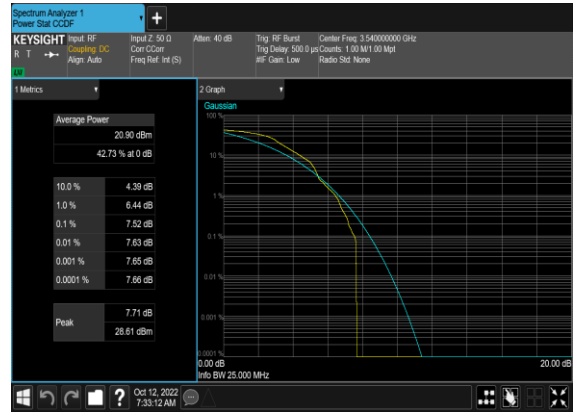 Spectrum Analyzer 1
Power Stat CCDF
KEYSIGHT
R T
LXI
Input: RF
Coupling: DC
Align: Auto
Input Z: 50 Ω
Corr CCorr
Freq Ref: Int (S)
Atten: 40 dB
Trig: RF Burst
Trig Delay: 500.0 µs
#IF Gain: Low
Center Freq: 3.540000000 GHz
Counts: 1.00 M/1.00 Mpt
Radio Std: None
1 Metrics
Average Power
20.90 dBm
42.73 % at 0 dB
10.0 % 4.39 dB
1.0 % 6.44 dB
0.1 % 7.52 dB
0.01 % 7.63 dB
0.001 % 7.65 dB
0.0001 % 7.66 dB
Peak
7.71 dB
28.61 dBm
2 Graph
Gaussian
100 %
10 %
1 %
0.1 %
0.01 %
0.001 %
0.0001 %
0.00 dB
20.00 dB
Info BW 25.000 MHz
?
Oct 12, 2022
7:33:12 AM